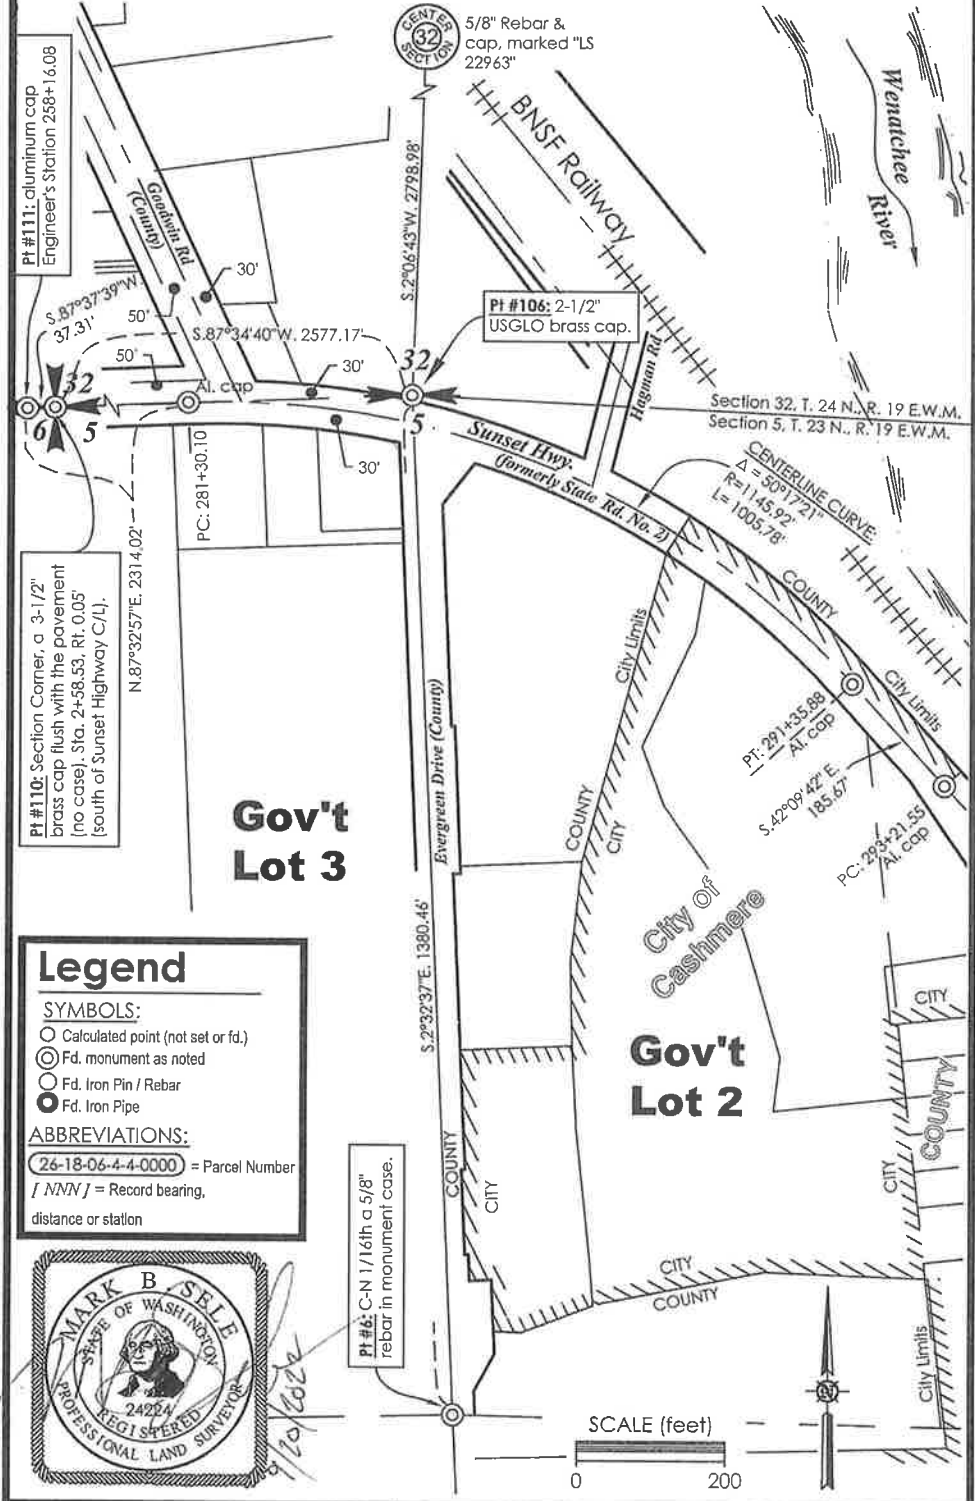 CENTER
32
SECTION
5/8" Rebar &
cap, marked "LS
22963"
Wenatchee
River
BNSF Railway
Pt #111: aluminum cap
Engineer's Station 258+16.08
Goodwin Rd
(County)
S.2°06'43"W. 2798.98'
30'
50'
S.87°37'39"W.
37.31'
S.87°34'40"W. 2577.17'
Pt #106: 2-1/2"
USGLO brass cap.
Hagman Rd
50'
30'
32
32
Al. cap
6
5
5
30'
Section 32, T. 24 N., R. 19 E.W.M.
Section 5, T. 23 N., R. 19 E.W.M.
Sunset Hwy.
(formerly State Rd. No. 2)
CENTERLINE CURVE:
Δ = 50°17'21"
R=1145.92'
L= 1005.78'
PC: 281+30.10
N.87°32'57"E. 2314.02'
Pt #110: Section Corner, a 3-1/2"
brass cap flush with the pavement
(no case). Sta. 2+58.53, Rt. 0.05'
(south of Sunset Highway C/L).
COUNTY
City Limits
City Limits
PT: 291+35.88
Al. cap
S.42°09'42" E.
185.67'
PC: 293+21.55
Al. cap
Evergreen Drive (County)
Gov't
Lot 3
COUNTY
CITY
City of
Cashmere
S.2°32'37"E. 1380.46'
Legend
SYMBOLS:
Calculated point (not set or fd.)
Fd. monument as noted
Fd. Iron Pin / Rebar
Fd. Iron Pipe
ABBREVIATIONS:
26-18-06-4-4-0000 = Parcel Number
[ NNN ] = Record bearing,
distance or station
CITY
COUNTY
Gov't
Lot 2
COUNTY
CITY
CITY
CITY
COUNTY
City Limits
Pt #6: C-N 1/16th a 5/8"
rebar in monument case.
MARK B. SELE
STATE OF WASHINGTON
24224
REGISTERED
PROFESSIONAL LAND SURVEYOR
N
SCALE (feet)
0 200